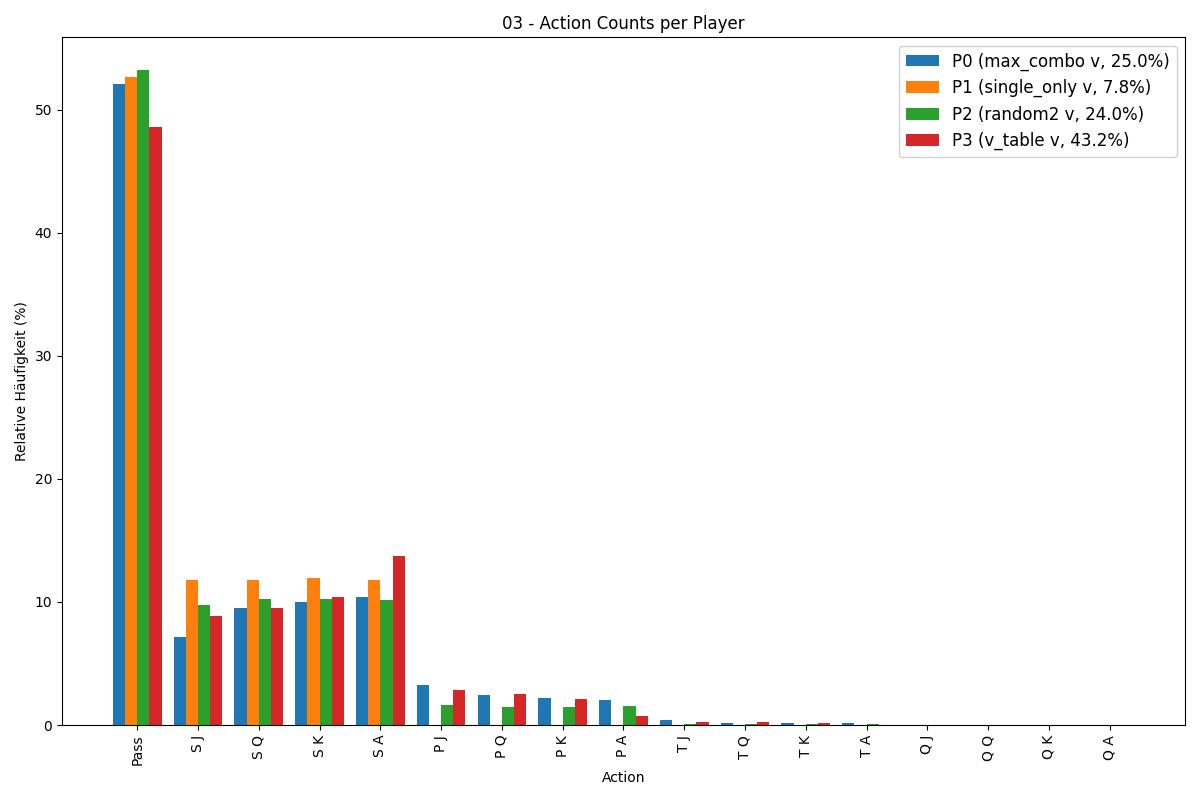 03 - Action Counts per Player
P0 (max_combo v, 25.0%)
P1 (single_only v, 7.8%)
P2 (random2 v, 24.0%)
P3 (v_table v, 43.2%)
Relative Häufigkeit (%)
50
40
30
20
10
0
Pass
S J
S Q
S K
S A
P J
P Q
P K
P A
T J
T Q
T K
T A
Q J
Q Q
Q K
Q A
Action